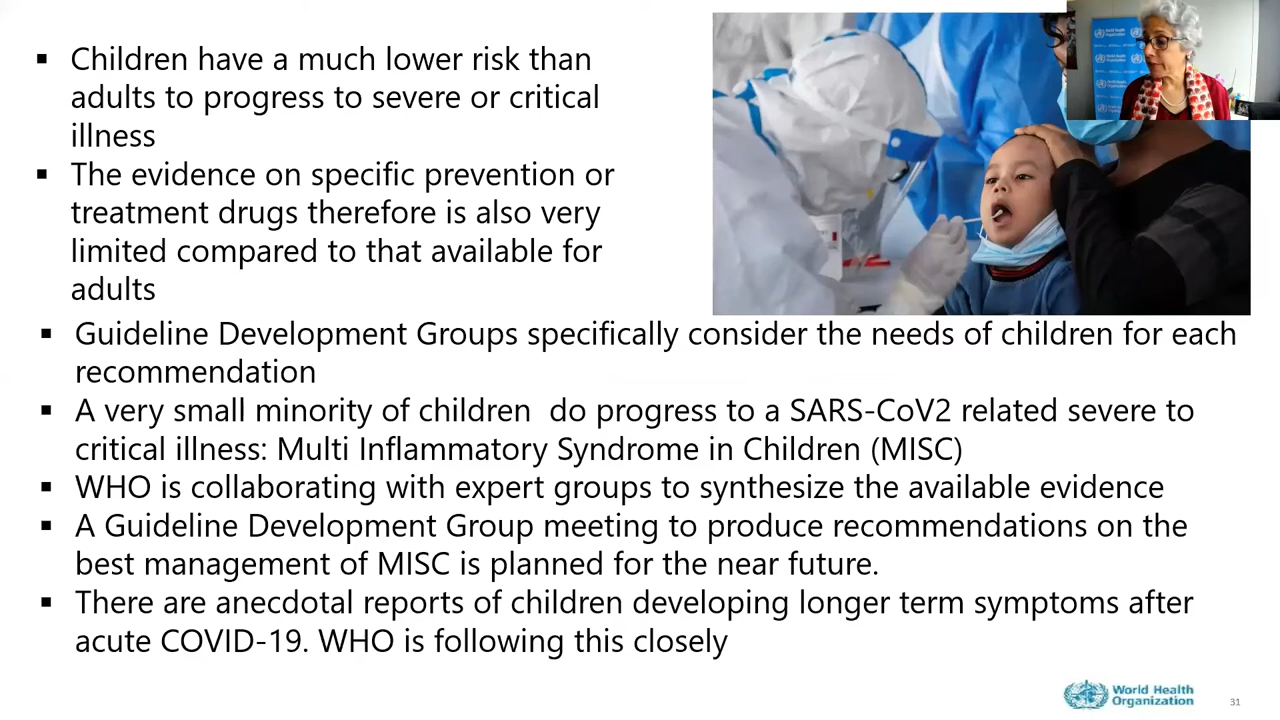 ▪ Children have a much lower risk than
adults to progress to severe or critical
illness
▪ The evidence on specific prevention or
treatment drugs therefore is also very
limited compared to that available for
adults
▪ Guideline Development Groups specifically consider the needs of children for each
recommendation
▪ A very small minority of children do progress to a SARS-CoV2 related severe to
critical illness: Multi Inflammatory Syndrome in Children (MISC)
▪ WHO is collaborating with expert groups to synthesize the available evidence
▪ A Guideline Development Group meeting to produce recommendations on the
best management of MISC is planned for the near future.
▪ There are anecdotal reports of children developing longer term symptoms after
acute COVID-19. WHO is following this closely
World Health
Organization
World Health
Organization
31